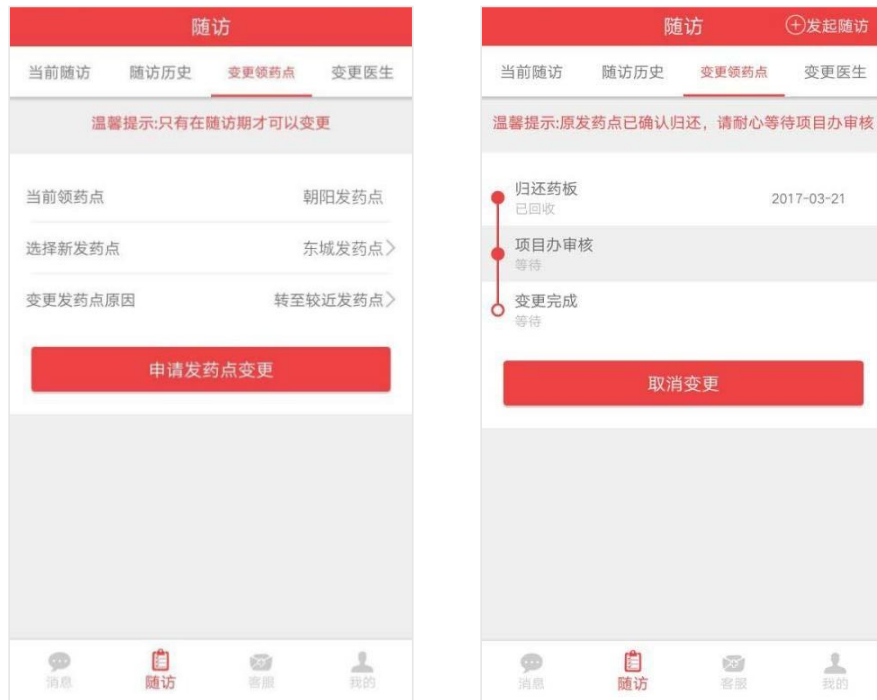 随访
当前随访 随访历史 变更领药点 变更医生
温馨提示:只有在随访期才可以变更
当前领药点 朝阳发药点
选择新发药点 东城发药点
变更发药点原因 转至较近发药点
申请发药点变更
消息 随访 客服 我的
随访 发起随访
当前随访 随访历史 变更领药点 变更医生
温馨提示:原发药点已确认归还，请耐心等待项目办审核
归还药板 2017-03-21
已回收
项目办审核
等待
变更完成
等待
取消变更
消息 随访 客服 我的